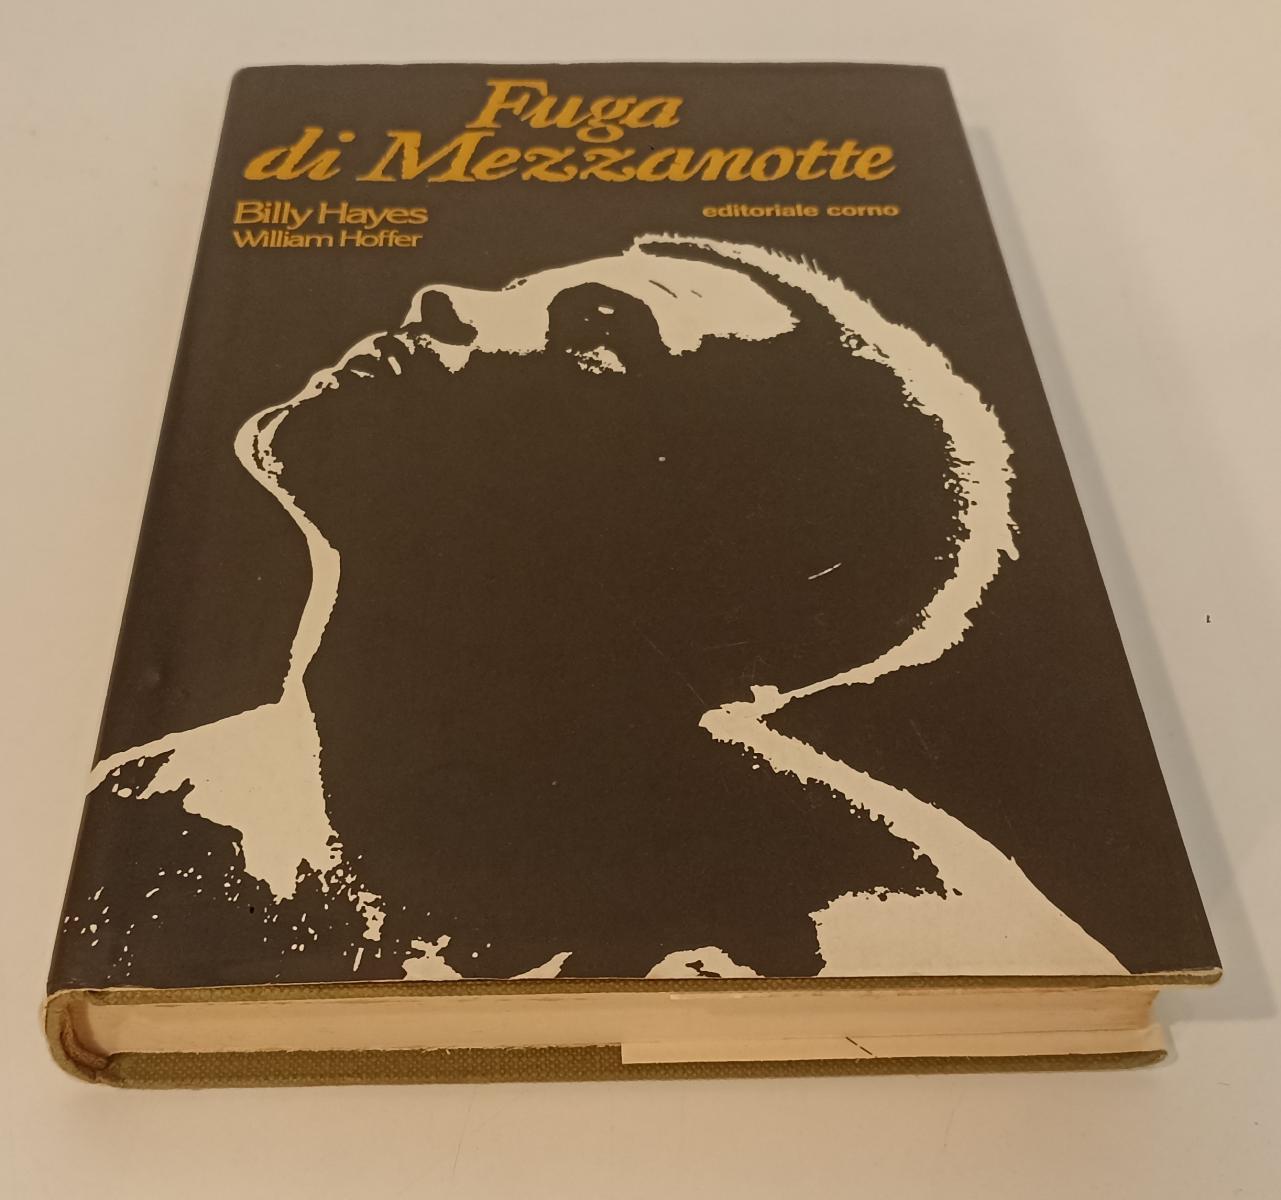 Fuga
di Mezzanotte
Billy Hayes
William Hoffer
editoriale corno